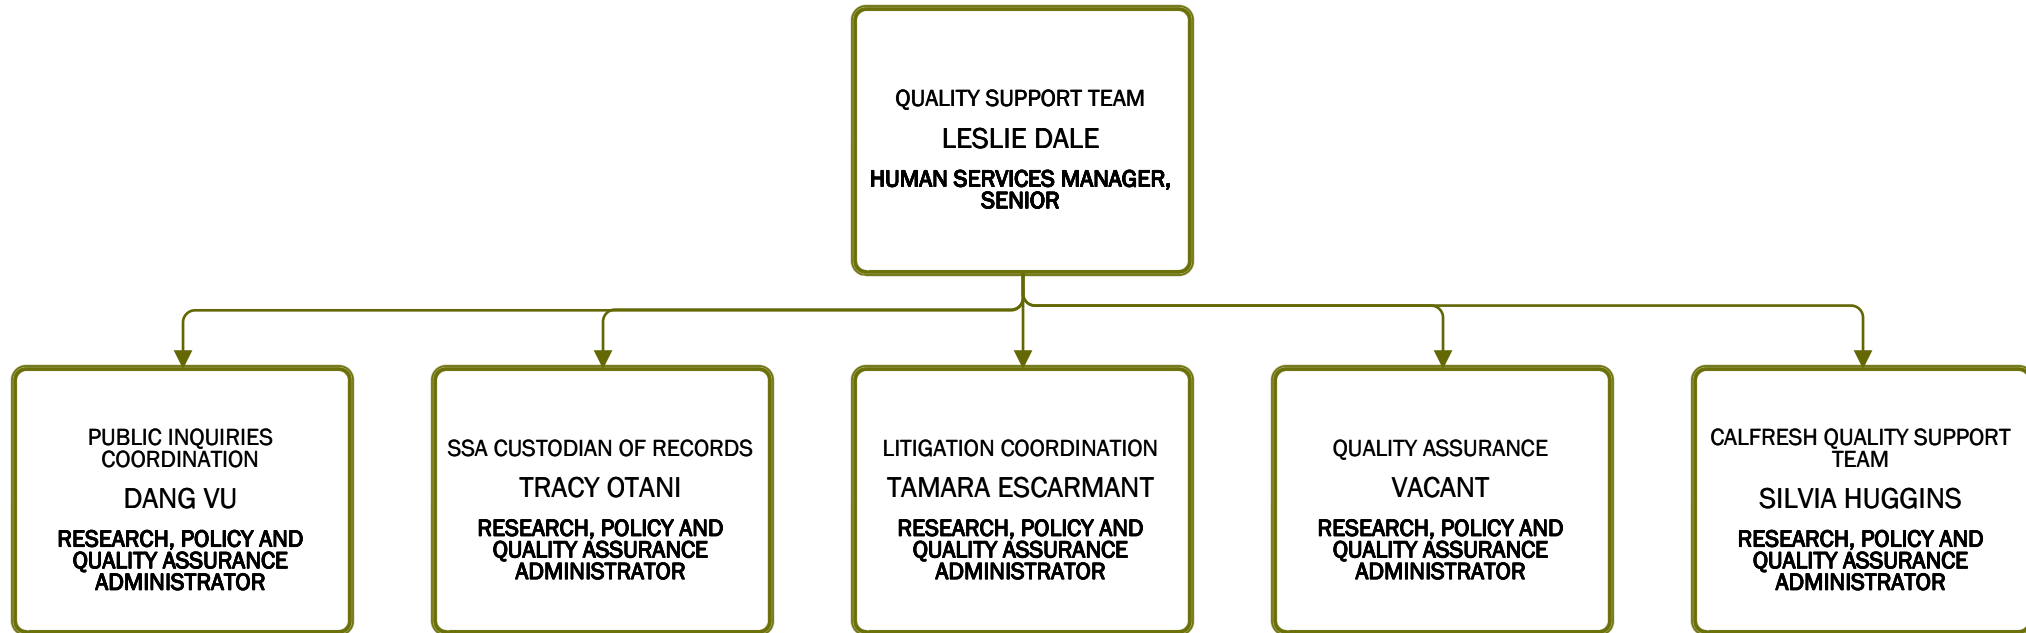 QUALITY SUPPORT TEAM
LESLIE DALE
HUMAN SERVICES MANAGER,
SENIOR
PUBLIC INQUIRIES
COORDINATION
DANG VU
RESEARCH, POLICY AND
QUALITY ASSURANCE
ADMINISTRATOR
SSA CUSTODIAN OF RECORDS
TRACY OTANI
RESEARCH, POLICY AND
QUALITY ASSURANCE
ADMINISTRATOR
LITIGATION COORDINATION
TAMARA ESCARMANT
RESEARCH, POLICY AND
QUALITY ASSURANCE
ADMINISTRATOR
QUALITY ASSURANCE
VACANT
RESEARCH, POLICY AND
QUALITY ASSURANCE
ADMINISTRATOR
CALFRESH QUALITY SUPPORT
TEAM
SILVIA HUGGINS
RESEARCH, POLICY AND
QUALITY ASSURANCE
ADMINISTRATOR